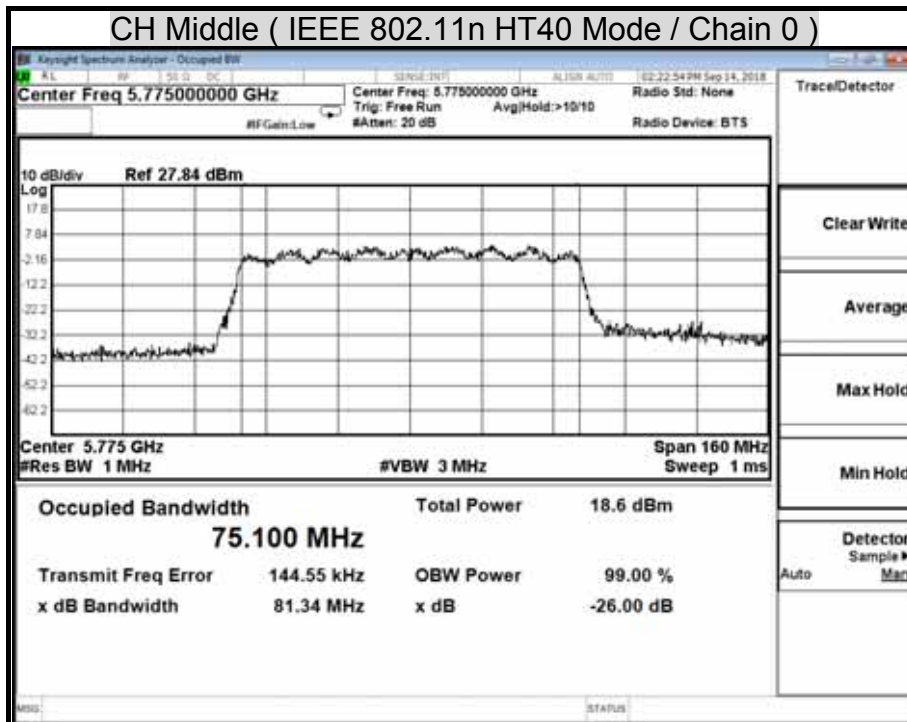 CH Middle ( IEEE 802.11n HT40 Mode / Chain 0 )
Keysight Spectrum Analyzer - Occupied BW
RL RF 50 Ω DC SENSE:INT ALIGN AUTO 02:22:54 PM Sep 14, 2018
Center Freq 5.775000000 GHz
Center Freq: 5.775000000 GHz
Radio Std: None
Trig: Free Run Avg|Hold:>10/10
#IFGain:Low #Atten: 20 dB Radio Device: BTS
Trace/Detector
10 dB/div Ref 27.84 dBm
Log
17.8
7.84
-2.16
-12.2
-22.2
-32.2
-42.2
-52.2
-62.2
Center 5.775 GHz Span 160 MHz
#Res BW 1 MHz #VBW 3 MHz Sweep 1 ms
Occupied Bandwidth Total Power 18.6 dBm
75.100 MHz
Transmit Freq Error 144.55 kHz OBW Power 99.00 %
x dB Bandwidth 81.34 MHz x dB -26.00 dB
Clear Write
Average
Max Hold
Min Hold
Detector
Sample
Auto Man
MSG STATUS